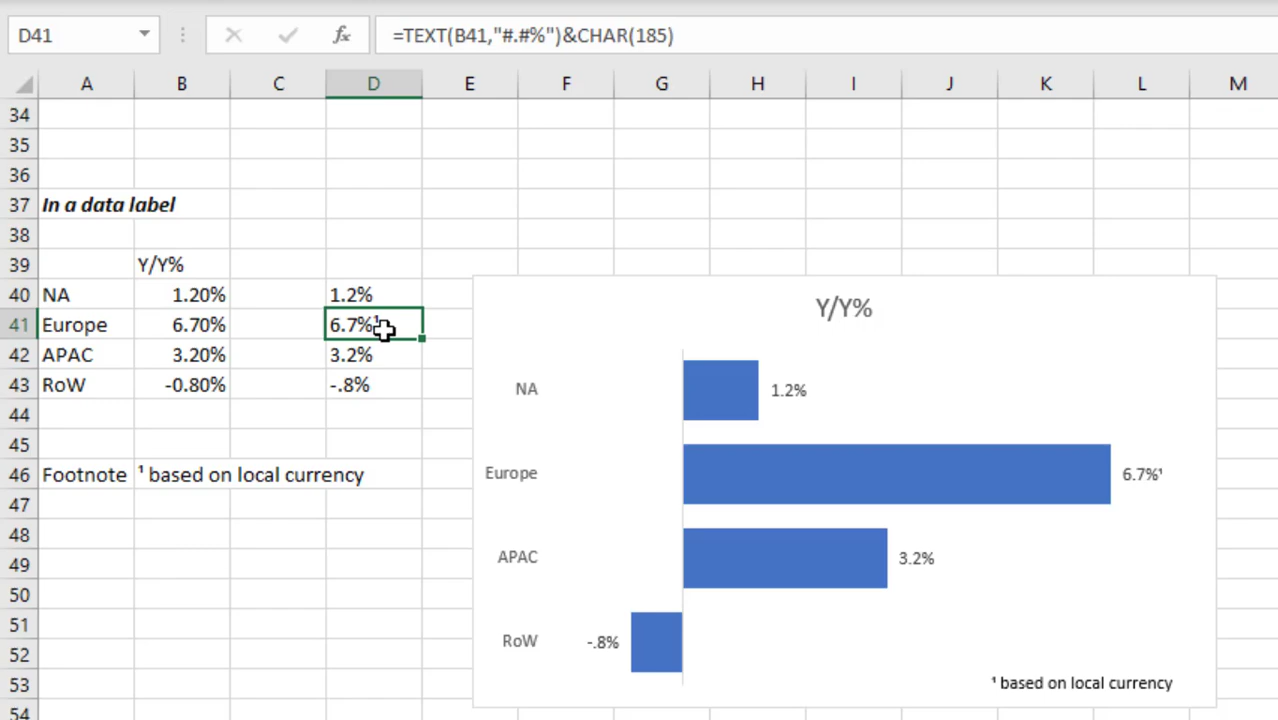 D41 fx =TEXT(B41,"#.#%")&CHAR(185)
A B C D E F G H I J K L M
34
35
36
37 In a data label
38
39 Y/Y%
40 NA 1.20% 1.2%
41 Europe 6.70% 6.7%¹
42 APAC 3.20% 3.2%
43 RoW -0.80% -.8%
44
45
46 Footnote ¹ based on local currency
47
48
49
50
51
52
53
54
Y/Y%
NA 1.2%
Europe 6.7%¹
APAC 3.2%
RoW -.8%
¹ based on local currency